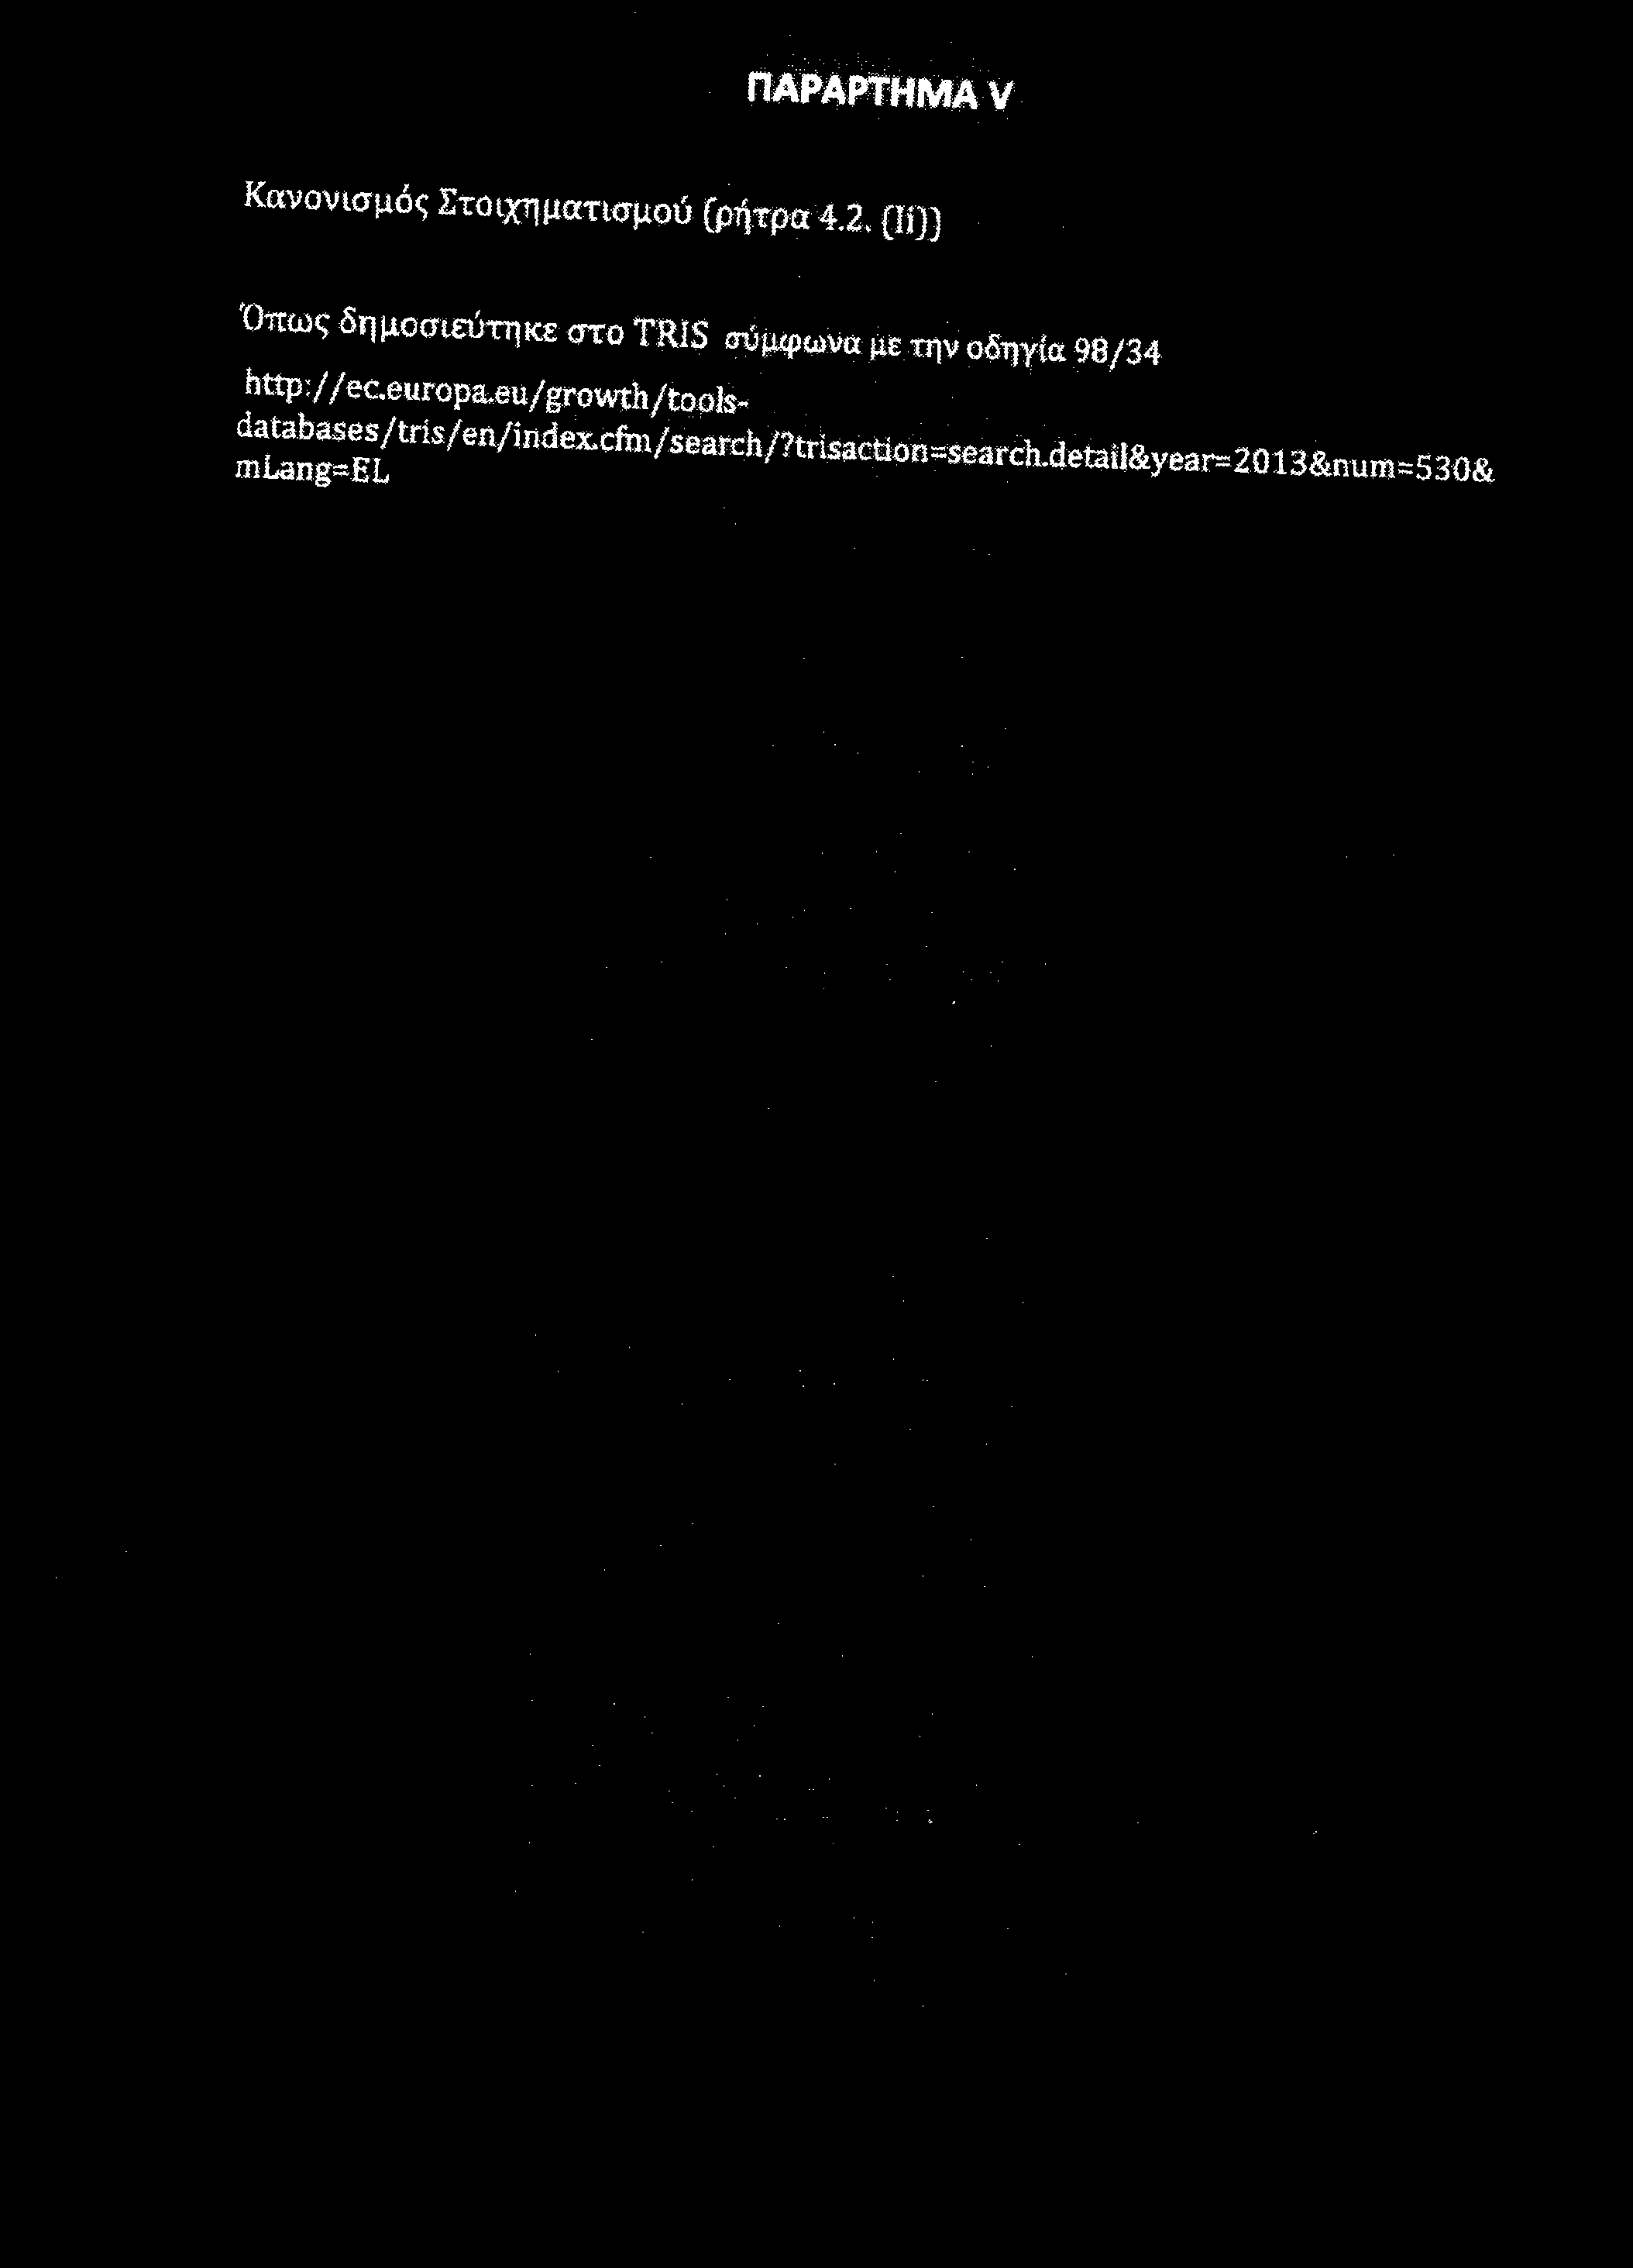 ΠΑΡΑΡΤΗΜΑ V
Κανονισμός Στοιχηματισμού (ρήτρα 4.2. (Ii))
Όπως δημοσιεύτηκε στο TRIS σύμφωνα με την οδηγία 98/34
http://ec.europa.eu/growth/tools-
databases/tris/en/index.cfm/search/?trisaction=search.detail&year=2013&num=530&
mLang=EL